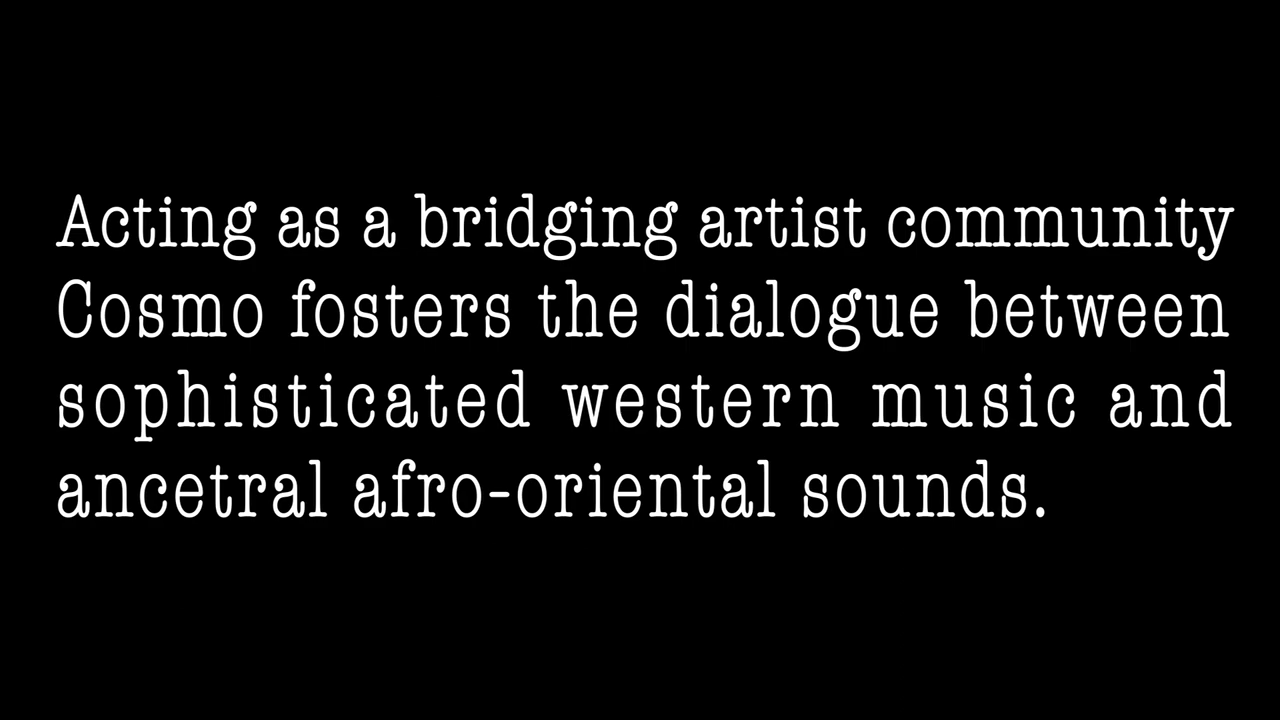 Acting as a bridging artist community
Cosmo fosters the dialogue between
sophisticated western music and
ancetral afro-oriental sounds.